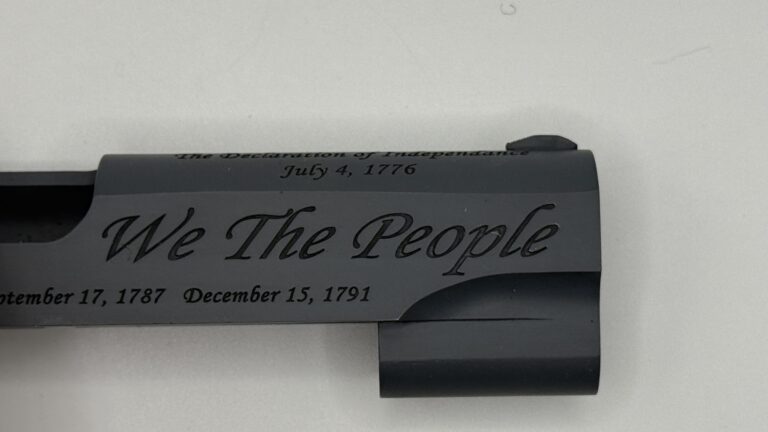 The Declaration of Independance
July 4, 1776
We The People
ptember 17, 1787 December 15, 1791